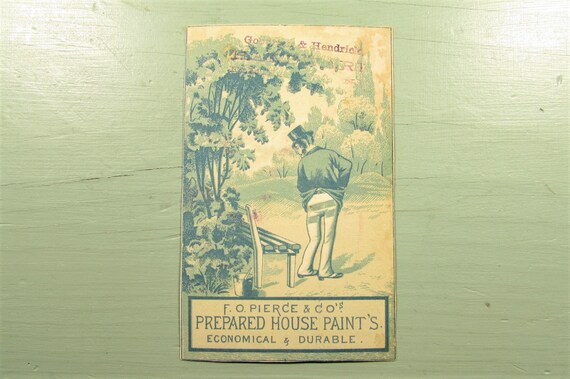 & Hendrick
F. O. PIERCE & CO'S
PREPARED HOUSE PAINT'S.
ECONOMICAL & DURABLE.